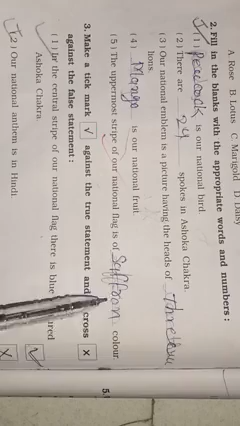 A. Rose B. Lotus C. Marigold D. Daisy
2. Fill in the blanks with the appropriate words and numbers :
(1) Peacock is our national bird.
(2) There are 24 spokes in Ashoka Chakra.
(3) Our national emblem is a picture having the heads of
lions.
(4) Mango is our national fruit.
(5) The uppermost stripe of our national flag is of Saffron colour
3. Make a tick mark √ against the true statement and cross X
against the false statement :
(1) In the central stripe of our national flag there is blue
Ashoka Chakra.
(2) Our national anthem is in Hindi. X
5